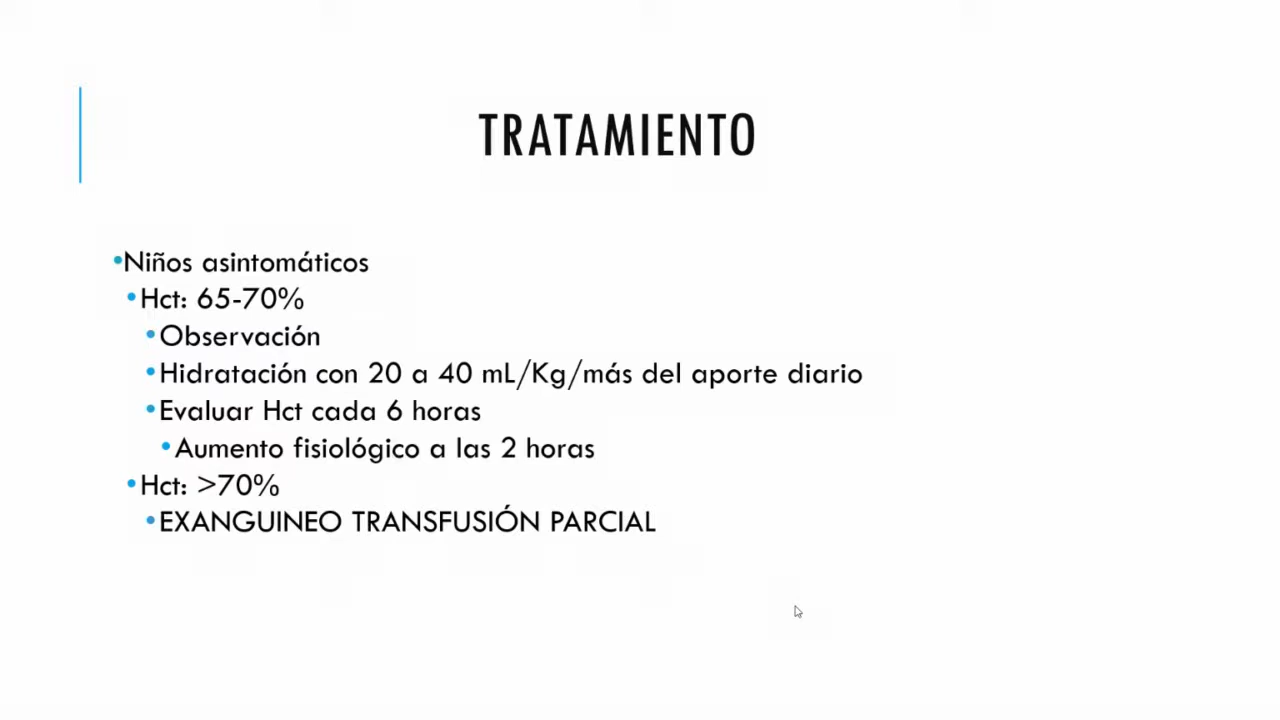 TRATAMIENTO
•Niños asintomáticos
•Hct: 65-70%
•Observación
•Hidratación con 20 a 40 mL/Kg/más del aporte diario
•Evaluar Hct cada 6 horas
•Aumento fisiológico a las 2 horas
•Hct: >70%
•EXANGUINEO TRANSFUSIÓN PARCIAL